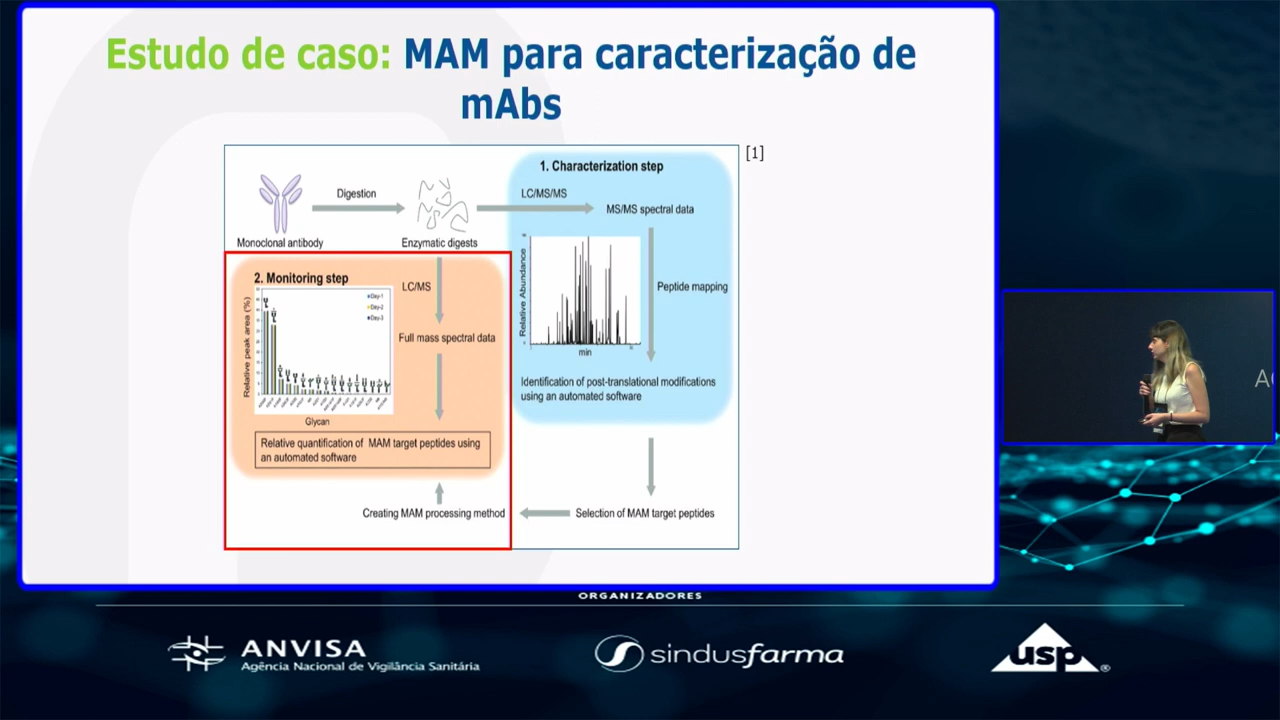 Estudo de caso: MAM para caracterização de
mAbs
[1]
1. Characterization step
Digestion
LC/MS/MS
MS/MS spectral data
Monoclonal antibody
Enzymatic digests
2. Monitoring step
LC/MS
Day-1
Day-2
Day-3
Relative peak area (%)
Full mass spectral data
Glycan
Relative Abundance
min
Peptide mapping
Identification of post-translational modifications
using an automated software
Relative quantification of MAM target peptides using
an automated software
Creating MAM processing method
Selection of MAM target peptides
ORGANIZADORES
ANVISA
Agência Nacional de Vigilância Sanitária
sindusfarma
usp®